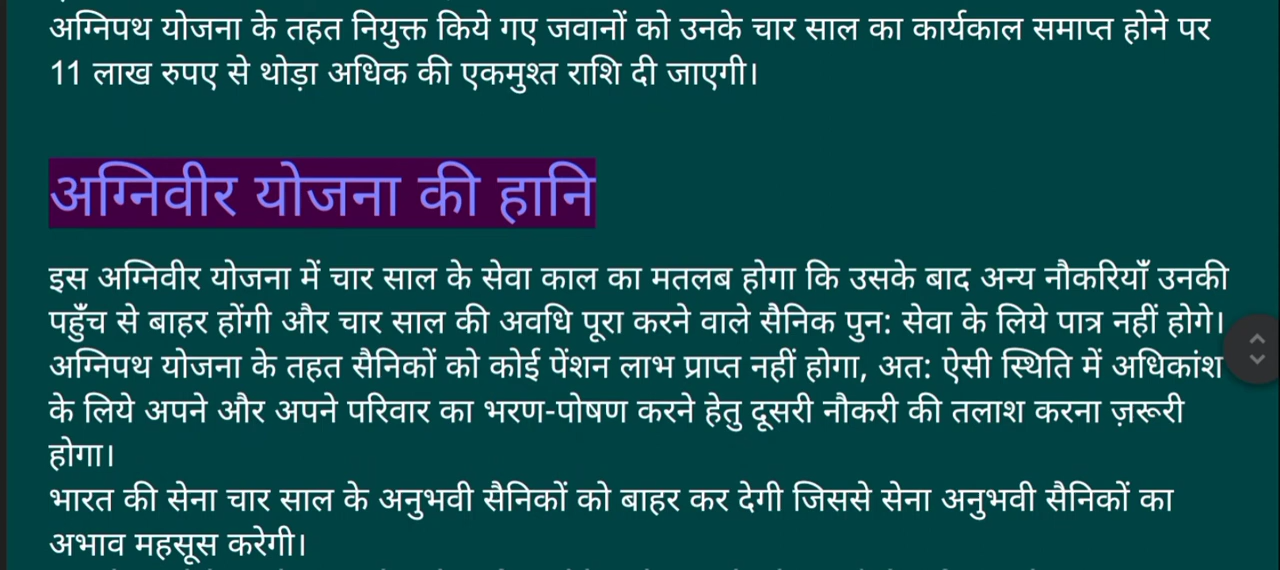 अग्निपथ योजना के तहत नियुक्त किये गए जवानों को उनके चार साल का कार्यकाल समाप्त होने पर
11 लाख रुपए से थोड़ा अधिक की एकमुश्त राशि दी जाएगी।
अग्निवीर योजना की हानि
इस अग्निवीर योजना में चार साल के सेवा काल का मतलब होगा कि उसके बाद अन्य नौकरियाँ उनकी
पहुँच से बाहर होंगी और चार साल की अवधि पूरा करने वाले सैनिक पुन: सेवा के लिये पात्र नहीं होगे।
अग्निपथ योजना के तहत सैनिकों को कोई पेंशन लाभ प्राप्त नहीं होगा, अत: ऐसी स्थिति में अधिकांश
के लिये अपने और अपने परिवार का भरण-पोषण करने हेतु दूसरी नौकरी की तलाश करना ज़रूरी
होगा।
भारत की सेना चार साल के अनुभवी सैनिकों को बाहर कर देगी जिससे सेना अनुभवी सैनिकों का
अभाव महसूस करेगी।